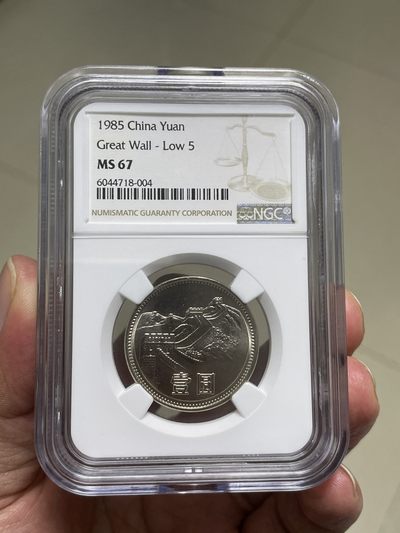 1985 China Yuan
Great Wall - Low 5
MS 67
6044718-004
NUMISMATIC GUARANTY CORPORATION NGC®
壹圆